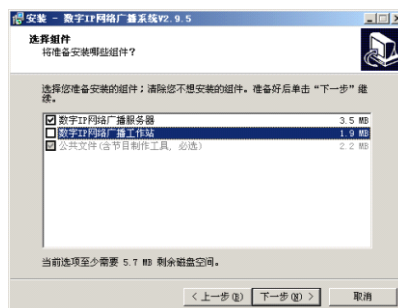 安装 - 数字IP网络广播系统V2.9.5
选择组件
将准备安装哪些组件？
选择您准备安装的组件；清除您不想安装的组件。准备好后单击“下一步”继
续。
数字IP网络广播服务器 3.5 MB
数字IP网络广播工作站 1.9 MB
公共文件(含节目制作工具, 必选) 2.2 MB
当前选项至少需要 5.7 MB 剩余磁盘空间。
< 上一步(B) 下一步(N) > 取消